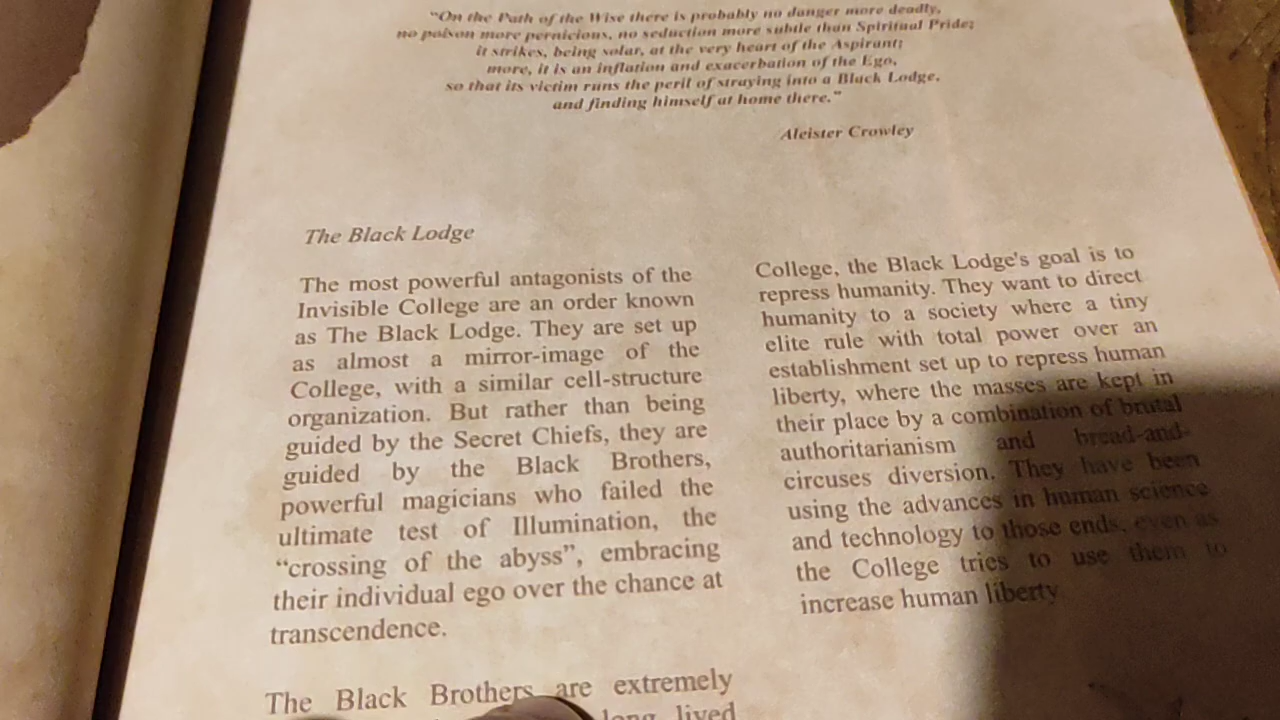 "On the Path of the Wise there is probably no danger more deadly,
no poison more pernicious, no seduction more subtle than Spiritual Pride;
it strikes, being solar, at the very heart of the Aspirant;
more, it is an inflation and exacerbation of the Ego,
so that its victim runs the peril of straying into a Black Lodge,
and finding himself at home there."
Aleister Crowley
The Black Lodge
The most powerful antagonists of the
Invisible College are an order known
as The Black Lodge. They are set up
as almost a mirror-image of the
College, with a similar cell-structure
organization. But rather than being
guided by the Secret Chiefs, they are
guided by the Black Brothers,
powerful magicians who failed the
ultimate test of Illumination, the
“crossing of the abyss”, embracing
their individual ego over the chance at
transcendence.
The Black Brothers are extremely
long lived
College, the Black Lodge's goal is to
repress humanity. They want to direct
humanity to a society where a tiny
elite rule with total power over an
establishment set up to repress human
liberty, where the masses are kept in
their place by a combination of brutal
authoritarianism and bread-and-
circuses diversion. They have been
using the advances in human science
and technology to those ends, even as
the College tries to use them to
increase human liberty